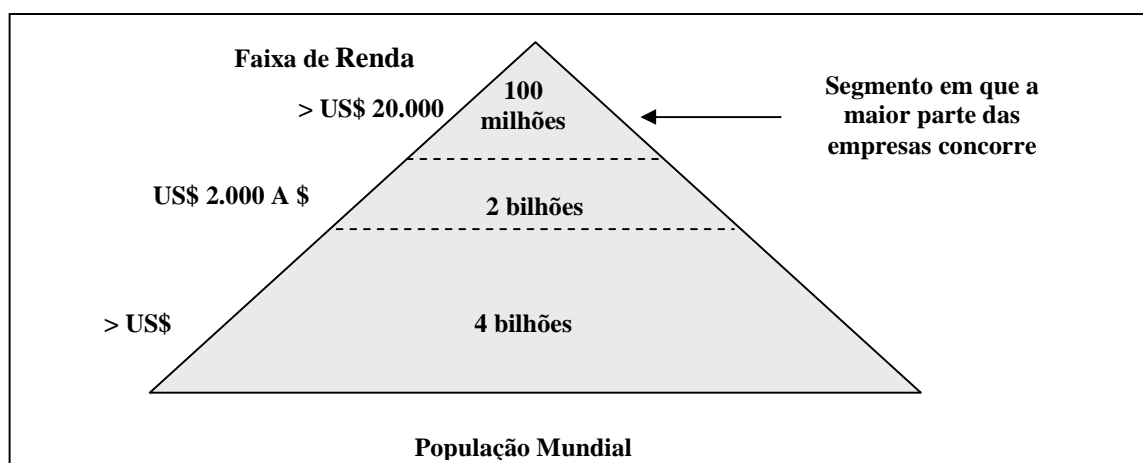 Faixa de Renda
> US$ 20.000
100
milhões
Segmento em que a
maior parte das
empresas concorre
US$ 2.000 A $
2 bilhões
> US$
4 bilhões
População Mundial